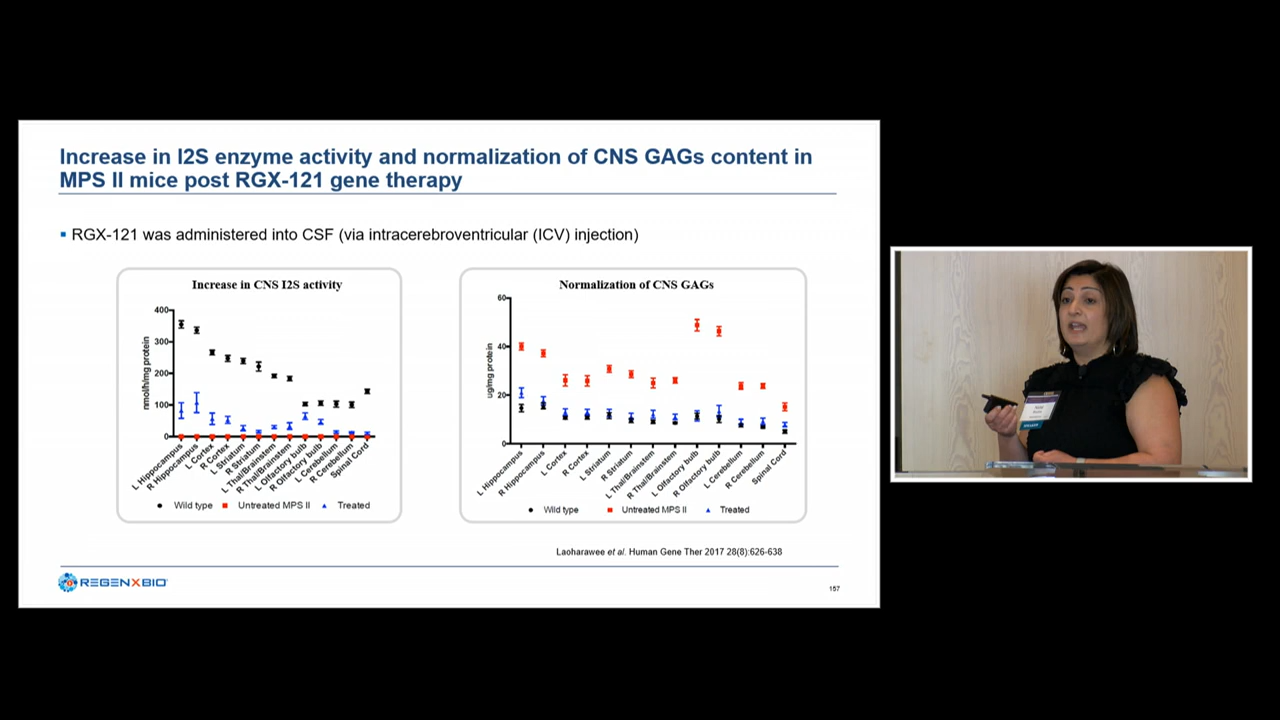 Increase in I2S enzyme activity and normalization of CNS GAGs content in
MPS II mice post RGX-121 gene therapy
▪ RGX-121 was administered into CSF (via intracerebroventricular (ICV) injection)
Increase in CNS I2S activity
nmol/h/mg protein
400
300
200
100
0
L Hippocampus
R Hippocampus
L Cortex
R Cortex
L Striatum
R Striatum
L Thal/Brainstem
R Thal/Brainstem
L Olfactory bulb
R Olfactory bulb
L Cerebellum
R Cerebellum
Spinal Cord
Wild type
Untreated MPS II
Treated
Normalization of CNS GAGs
ug/mg protein
60
40
20
0
L Hippocampus
R Hippocampus
L Cortex
R Cortex
L Striatum
R Striatum
L Thal/Brainstem
R Thal/Brainstem
L Olfactory bulb
R Olfactory bulb
L Cerebellum
R Cerebellum
Spinal Cord
Wild type
Untreated MPS II
Treated
Laoharawee et al. Human Gene Ther 2017 28(8):626-638
REGENXBIO
157